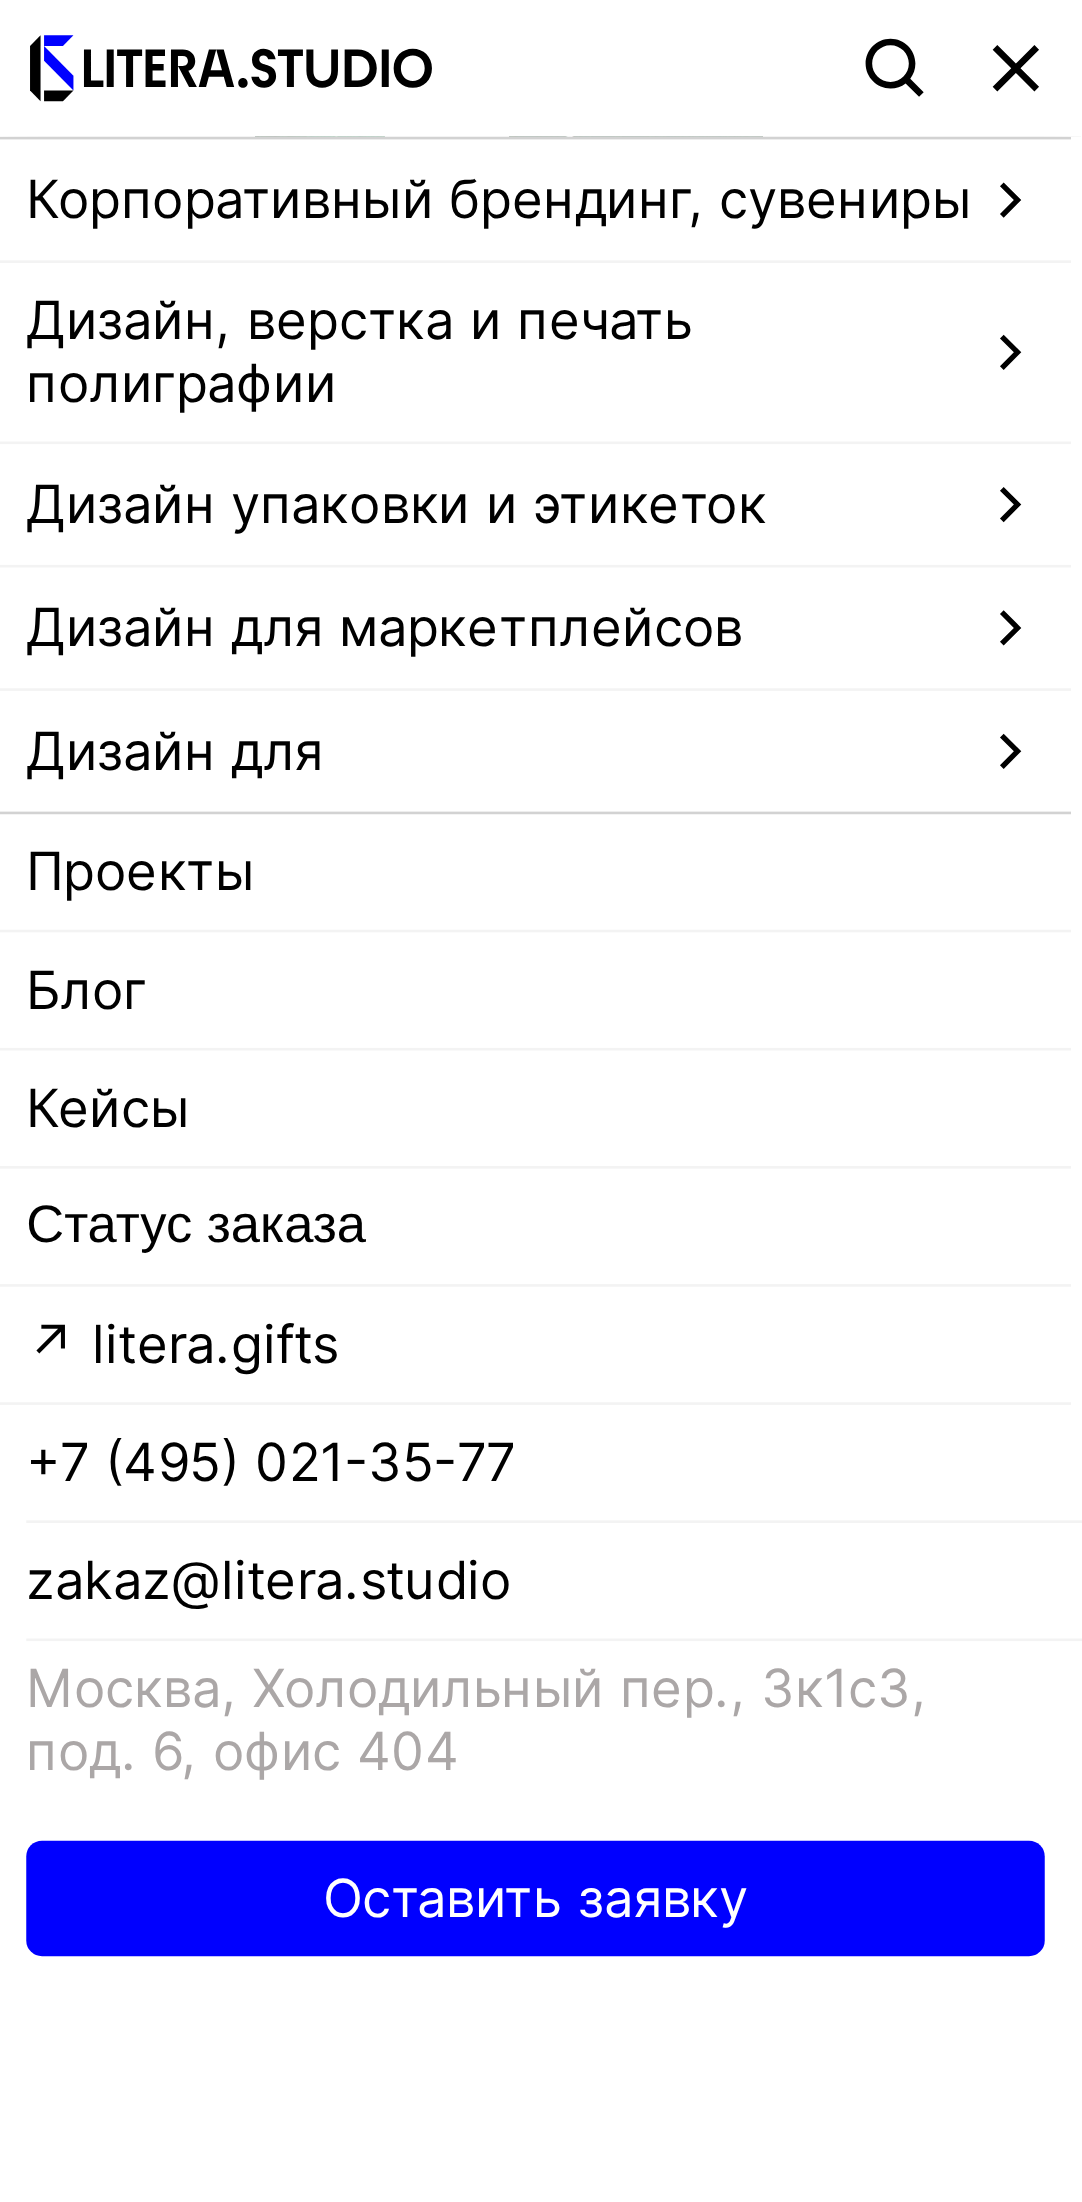 LITERA.STUDIO
Корпоративный брендинг, сувениры
Дизайн, верстка и печать
полиграфии
Дизайн упаковки и этикеток
Дизайн для маркетплейсов
Дизайн для
Проекты
Блог
Кейсы
Статус заказа
litera.gifts
+7 (495) 021-35-77
zakaz@litera.studio
Москва, Холодильный пер., 3к1с3,
под. 6, офис 404
Оставить заявку